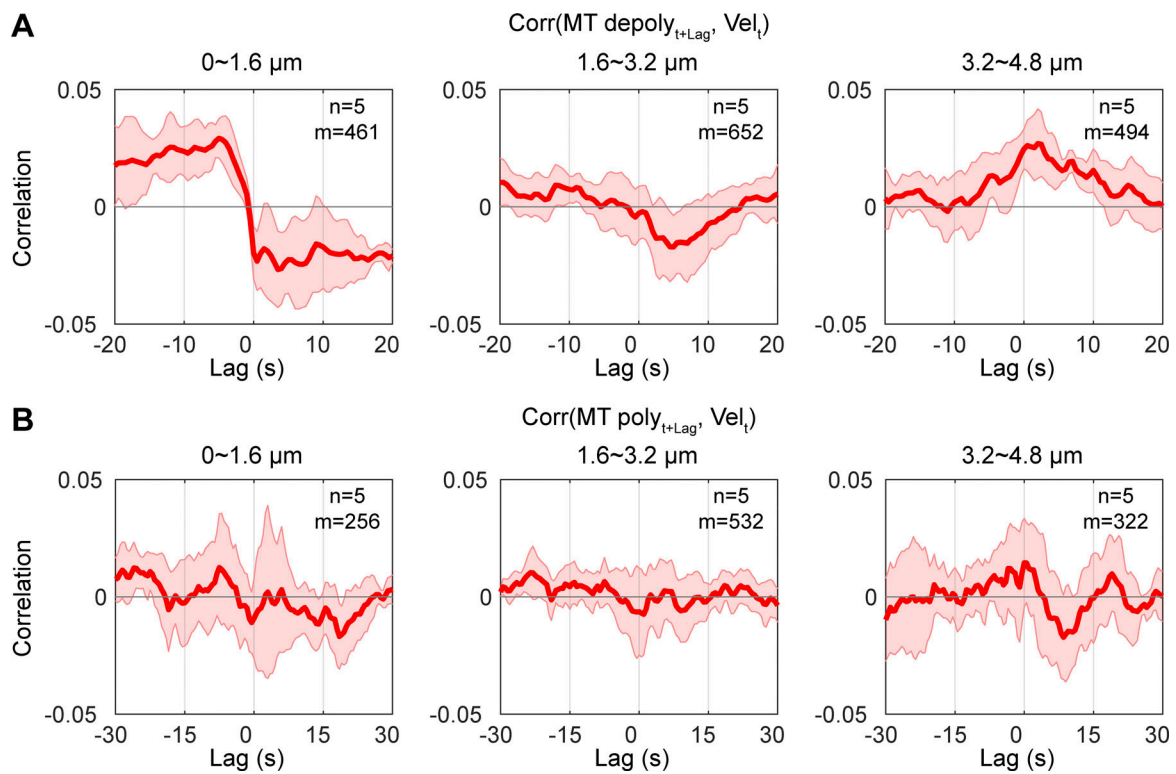 A
Corr(MT depoly_t+Lag, Vel_t)
0~1.6 µm
1.6~3.2 µm
3.2~4.8 µm
0.05
0
-0.05
Correlation
n=5
m=461
-20 -10 0 10 20
Lag (s)
n=5
m=652
-20 -10 0 10 20
Lag (s)
0.05
0
-0.05
n=5
m=494
-20 -10 0 10 20
Lag (s)
B
Corr(MT poly_t+Lag, Vel_t)
0~1.6 µm
1.6~3.2 µm
3.2~4.8 µm
0.05
0
-0.05
Correlation
n=5
m=256
-30 -15 0 15 30
Lag (s)
0.05
0
-0.05
n=5
m=532
-30 -15 0 15 30
Lag (s)
0.05
0
-0.05
n=5
m=322
-30 -15 0 15 30
Lag (s)